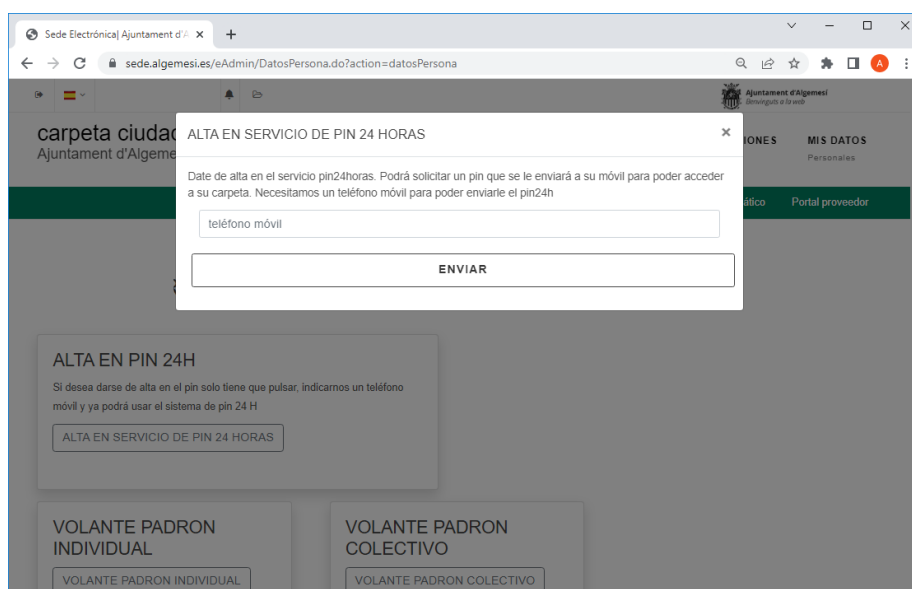 Sede Electrónica| Ajuntament d'A
sede.algemesi.es/eAdmin/DatosPersona.do?action=datosPersona
A
Ajuntament d'Algemesí
Benvinguts a la web
carpeta ciudad
Ajuntament d'Algeme
IONES
MIS DATOS
Personales
ALTA EN SERVICIO DE PIN 24 HORAS
×
Date de alta en el servicio pin24horas. Podrá solicitar un pin que se le enviará a su móvil para poder acceder
a su carpeta. Necesitamos un teléfono móvil para poder enviarle el pin24h
teléfono móvil
ENVIAR
ático
Portal proveedor
ALTA EN PIN 24H
Si desea darse de alta en el pin solo tiene que pulsar, indicarnos un teléfono
móvil y ya podrá usar el sistema de pin 24 H
ALTA EN SERVICIO DE PIN 24 HORAS
VOLANTE PADRON
INDIVIDUAL
VOLANTE PADRON INDIVIDUAL
VOLANTE PADRON
COLECTIVO
VOLANTE PADRON COLECTIVO